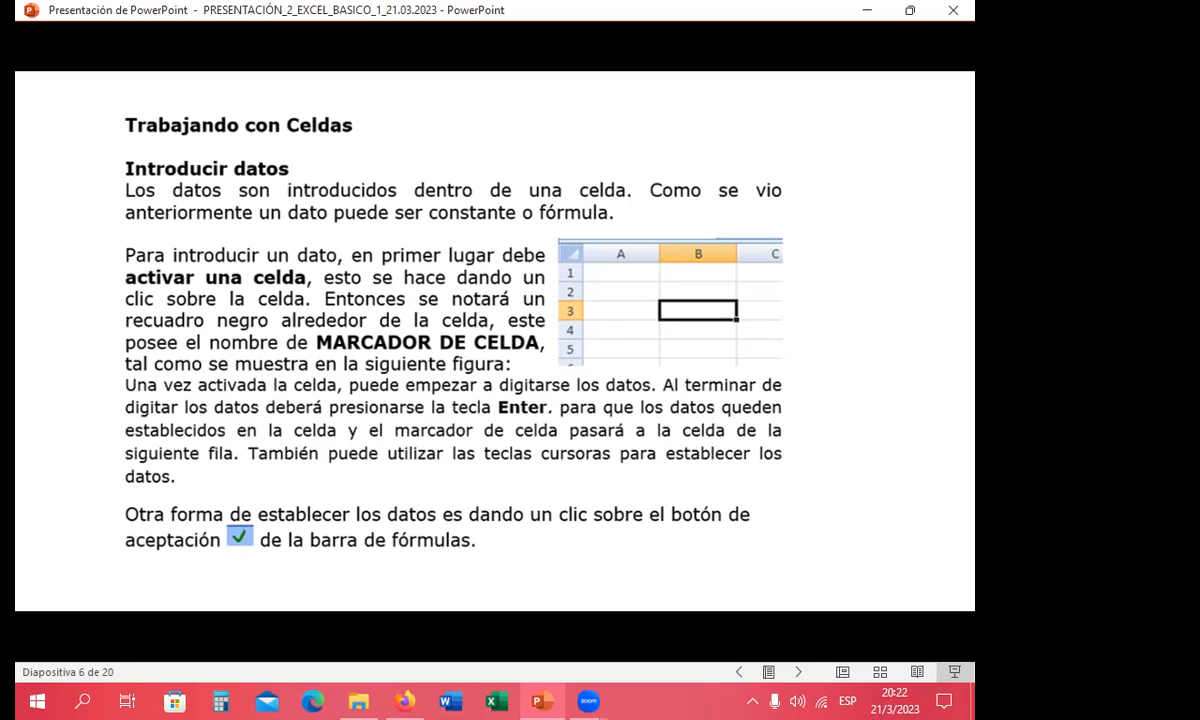 Presentación de PowerPoint - PRESENTACIÓN_2_EXCEL_BASICO_1_21.03.2023 - PowerPoint
Trabajando con Celdas
Introducir datos
Los datos son introducidos dentro de una celda. Como se vio
anteriormente un dato puede ser constante o fórmula.
Para introducir un dato, en primer lugar debe
activar una celda, esto se hace dando un
clic sobre la celda. Entonces se notará un
recuadro negro alrededor de la celda, este
posee el nombre de MARCADOR DE CELDA,
tal como se muestra en la siguiente figura:
A B C
1
2
3
4
5
Una vez activada la celda, puede empezar a digitarse los datos. Al terminar de
digitar los datos deberá presionarse la tecla Enter. para que los datos queden
establecidos en la celda y el marcador de celda pasará a la celda de la
siguiente fila. También puede utilizar las teclas cursoras para establecer los
datos.
Otra forma de establecer los datos es dando un clic sobre el botón de
aceptación ✓ de la barra de fórmulas.
Diapositiva 6 de 20
zoom
ESP
20:22
21/3/2023